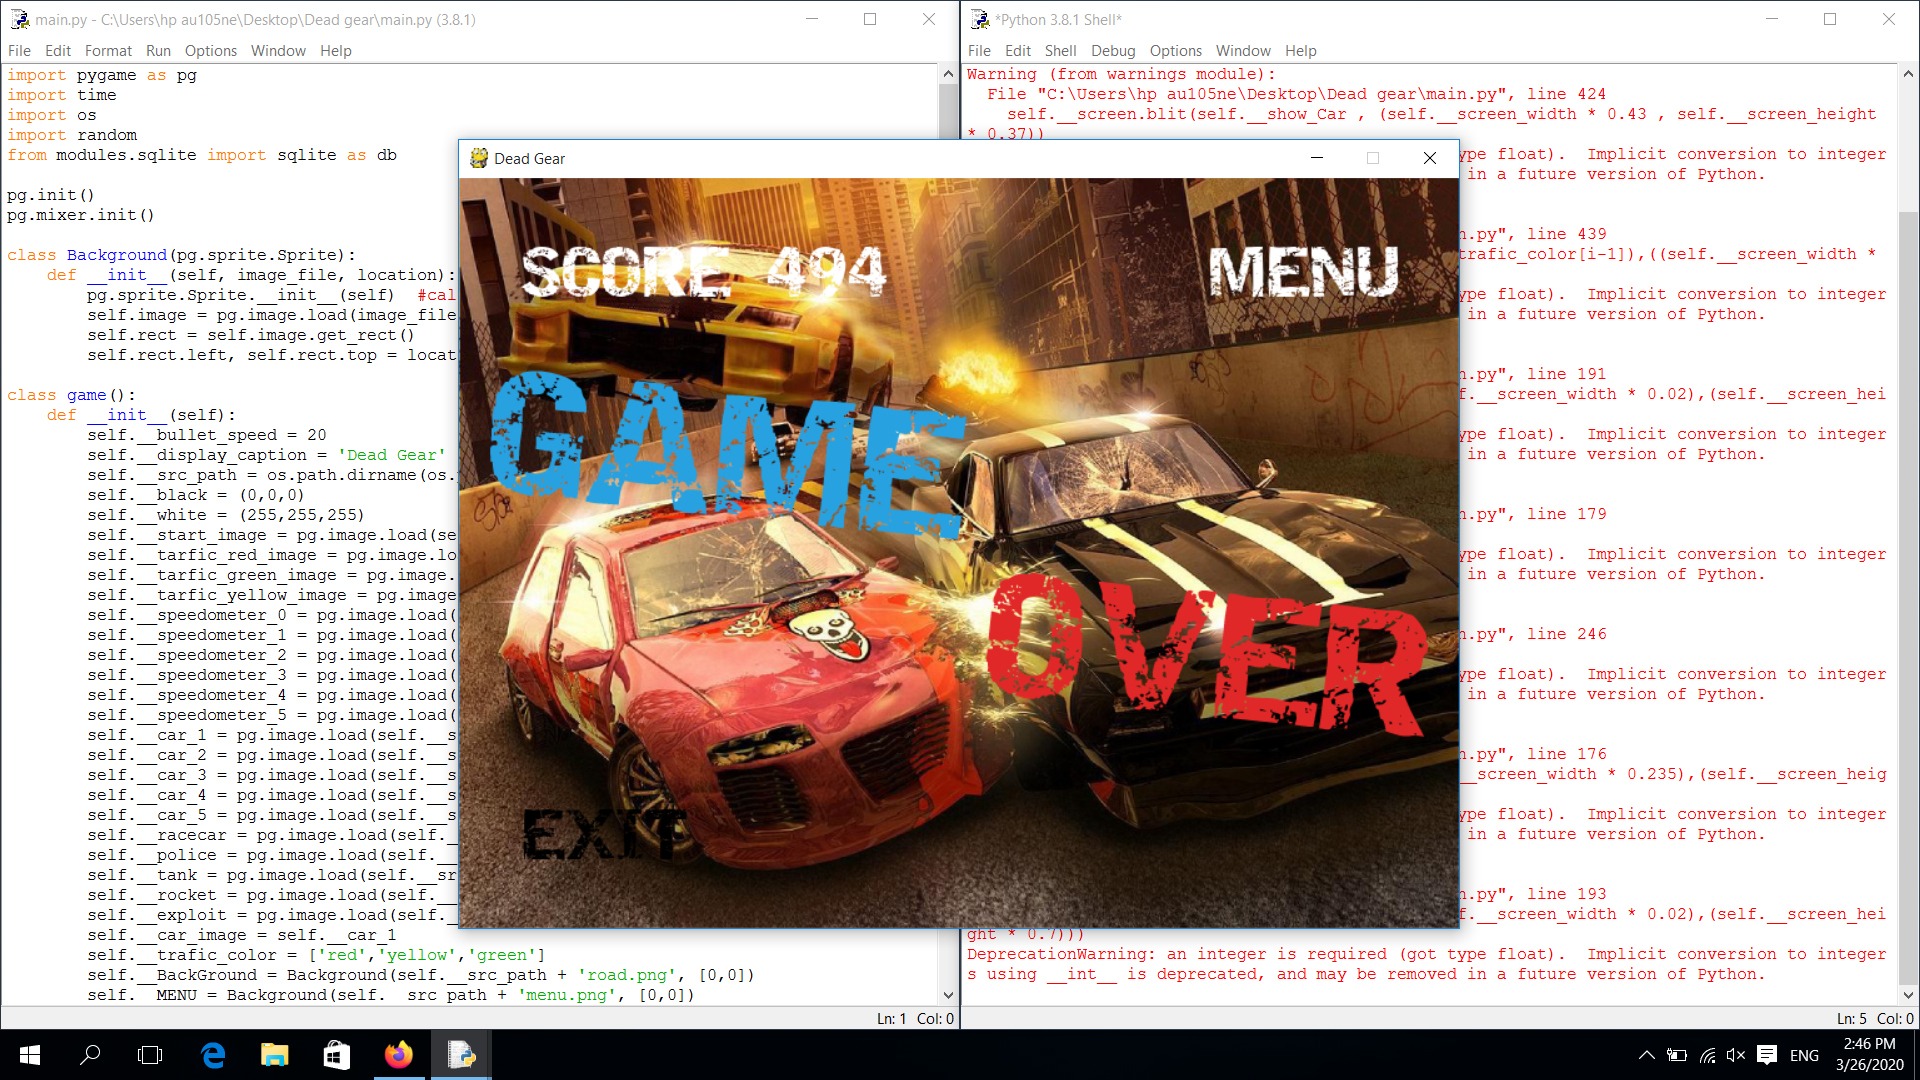 main.py - C:\Users\hp au105ne\Desktop\Dead gear\main.py (3.8.1)
File Edit Format Run Options Window Help
import pygame as pg
import time
import os
import random
from modules.sqlite import sqlite as db
pg.init()
pg.mixer.init()
class Background(pg.sprite.Sprite):
    def __init__(self, image_file, location):
        pg.sprite.Sprite.__init__(self)  #cal
        self.image = pg.image.load(image_file
        self.rect = self.image.get_rect()
        self.rect.left, self.rect.top = locat
class game():
    def __init__(self):
        self.__bullet_speed = 20
        self.__display_caption = 'Dead Gear'
        self.__src_path = os.path.dirname(os.
        self.__black = (0,0,0)
        self.__white = (255,255,255)
        self.__start_image = pg.image.load(se
        self.__tarfic_red_image = pg.image.lo
        self.__tarfic_green_image = pg.image.
        self.__tarfic_yellow_image = pg.image
        self.__speedometer_0 = pg.image.load(
        self.__speedometer_1 = pg.image.load(
        self.__speedometer_2 = pg.image.load(
        self.__speedometer_3 = pg.image.load(
        self.__speedometer_4 = pg.image.load(
        self.__speedometer_5 = pg.image.load(
        self.__car_1 = pg.image.load(self.__s
        self.__car_2 = pg.image.load(self.__s
        self.__car_3 = pg.image.load(self.__s
        self.__car_4 = pg.image.load(self.__s
        self.__car_5 = pg.image.load(self.__s
        self.__racecar = pg.image.load(self._
        self.__police = pg.image.load(self.__
        self.__tank = pg.image.load(self.__sr
        self.__rocket = pg.image.load(self.__
        self.__exploit = pg.image.load(self._
        self.__car_image = self.__car_1
        self.__trafic_color = ['red','yellow','green']
        self.__BackGround = Background(self.__src_path + 'road.png', [0,0])
        self.__MENU = Background(self.__src_path + 'menu.png', [0,0])
Ln: 1 Col: 0
Dead Gear
SCORE 494
MENU
GAME
OVER
EXIT
*Python 3.8.1 Shell*
File Edit Shell Debug Options Window Help
Warning (from warnings module):
  File "C:\Users\hp au105ne\Desktop\Dead gear\main.py", line 424
    self.__screen.blit(self.__show_Car , (self.__screen_width * 0.43 , self.__screen_height
* 0.37))
ype float).  Implicit conversion to integer
in a future version of Python.
n.py", line 439
trafic_color[i-1]),((self.__screen_width *
ype float).  Implicit conversion to integer
in a future version of Python.
n.py", line 191
f.__screen_width * 0.02),(self.__screen_hei
ype float).  Implicit conversion to integer
in a future version of Python.
n.py", line 179
ype float).  Implicit conversion to integer
in a future version of Python.
n.py", line 246
ype float).  Implicit conversion to integer
in a future version of Python.
n.py", line 176
__screen_width * 0.235),(self.__screen_heig
ype float).  Implicit conversion to integer
in a future version of Python.
n.py", line 193
f.__screen_width * 0.02),(self.__screen_hei
ght * 0.7)))
DeprecationWarning: an integer is required (got type float).  Implicit conversion to integer
s using __int__ is deprecated, and may be removed in a future version of Python.
Ln: 5 Col: 0
ENG
2:46 PM
3/26/2020